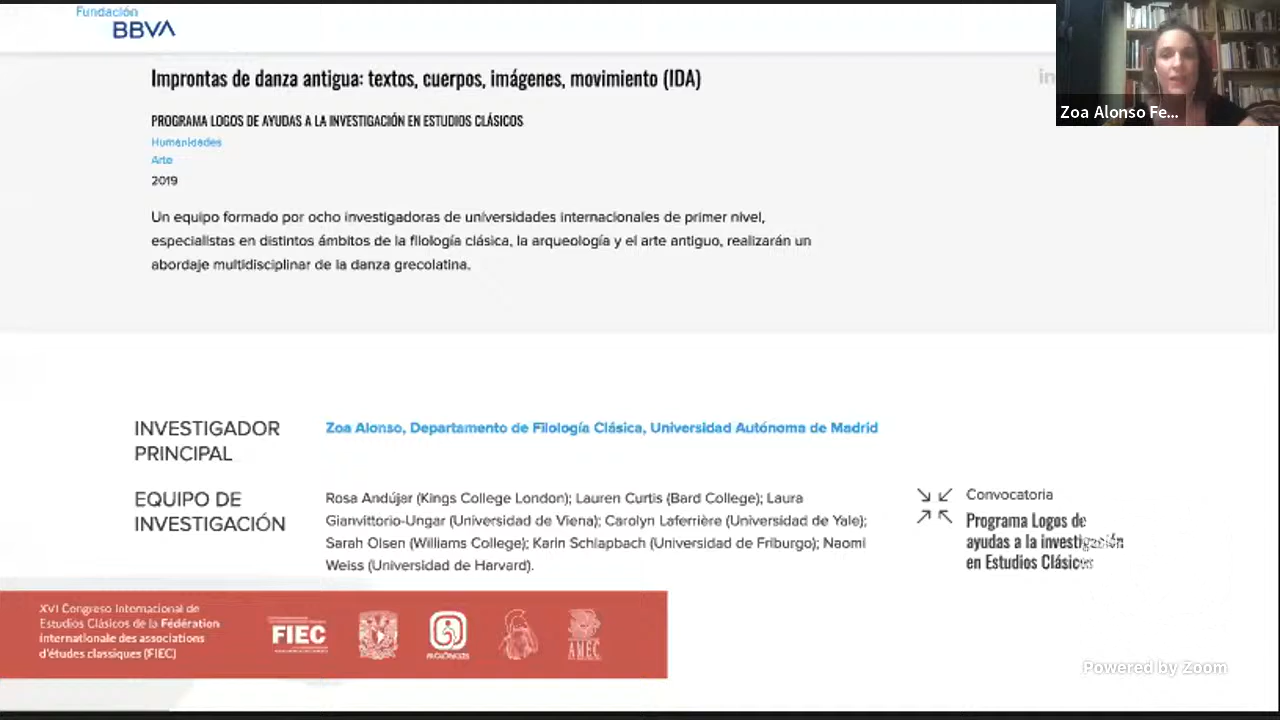 Fundación
BBVA
Improntas de danza antigua: textos, cuerpos, imágenes, movimiento (IDA)
in
Zoa Alonso Fe...
PROGRAMA LOGOS DE AYUDAS A LA INVESTIGACIÓN EN ESTUDIOS CLÁSICOS
Humanidades
Arte
2019
Un equipo formado por ocho investigadoras de universidades internacionales de primer nivel,
especialistas en distintos ámbitos de la filología clásica, la arqueología y el arte antiguo, realizarán un
abordaje multidisciplinar de la danza grecolatina.
INVESTIGADOR
PRINCIPAL
Zoa Alonso, Departamento de Filología Clásica, Universidad Autónoma de Madrid
EQUIPO DE
INVESTIGACIÓN
Rosa Andújar (Kings College London); Lauren Curtis (Bard College); Laura
Gianvittorio-Ungar (Universidad de Viena); Carolyn Laferrière (Universidad de Yale);
Sarah Olsen (Williams College); Karin Schlapbach (Universidad de Friburgo); Naomi
Weiss (Universidad de Harvard).
Convocatoria
Programa Logos de
ayudas a la investigación
en Estudios Clásicos
XVI Congreso Internacional de
Estudios Clásicos de la Fédération
internationale des associations
d'études classiques (FIEC)
FIEC
AMEC
Powered by Zoom